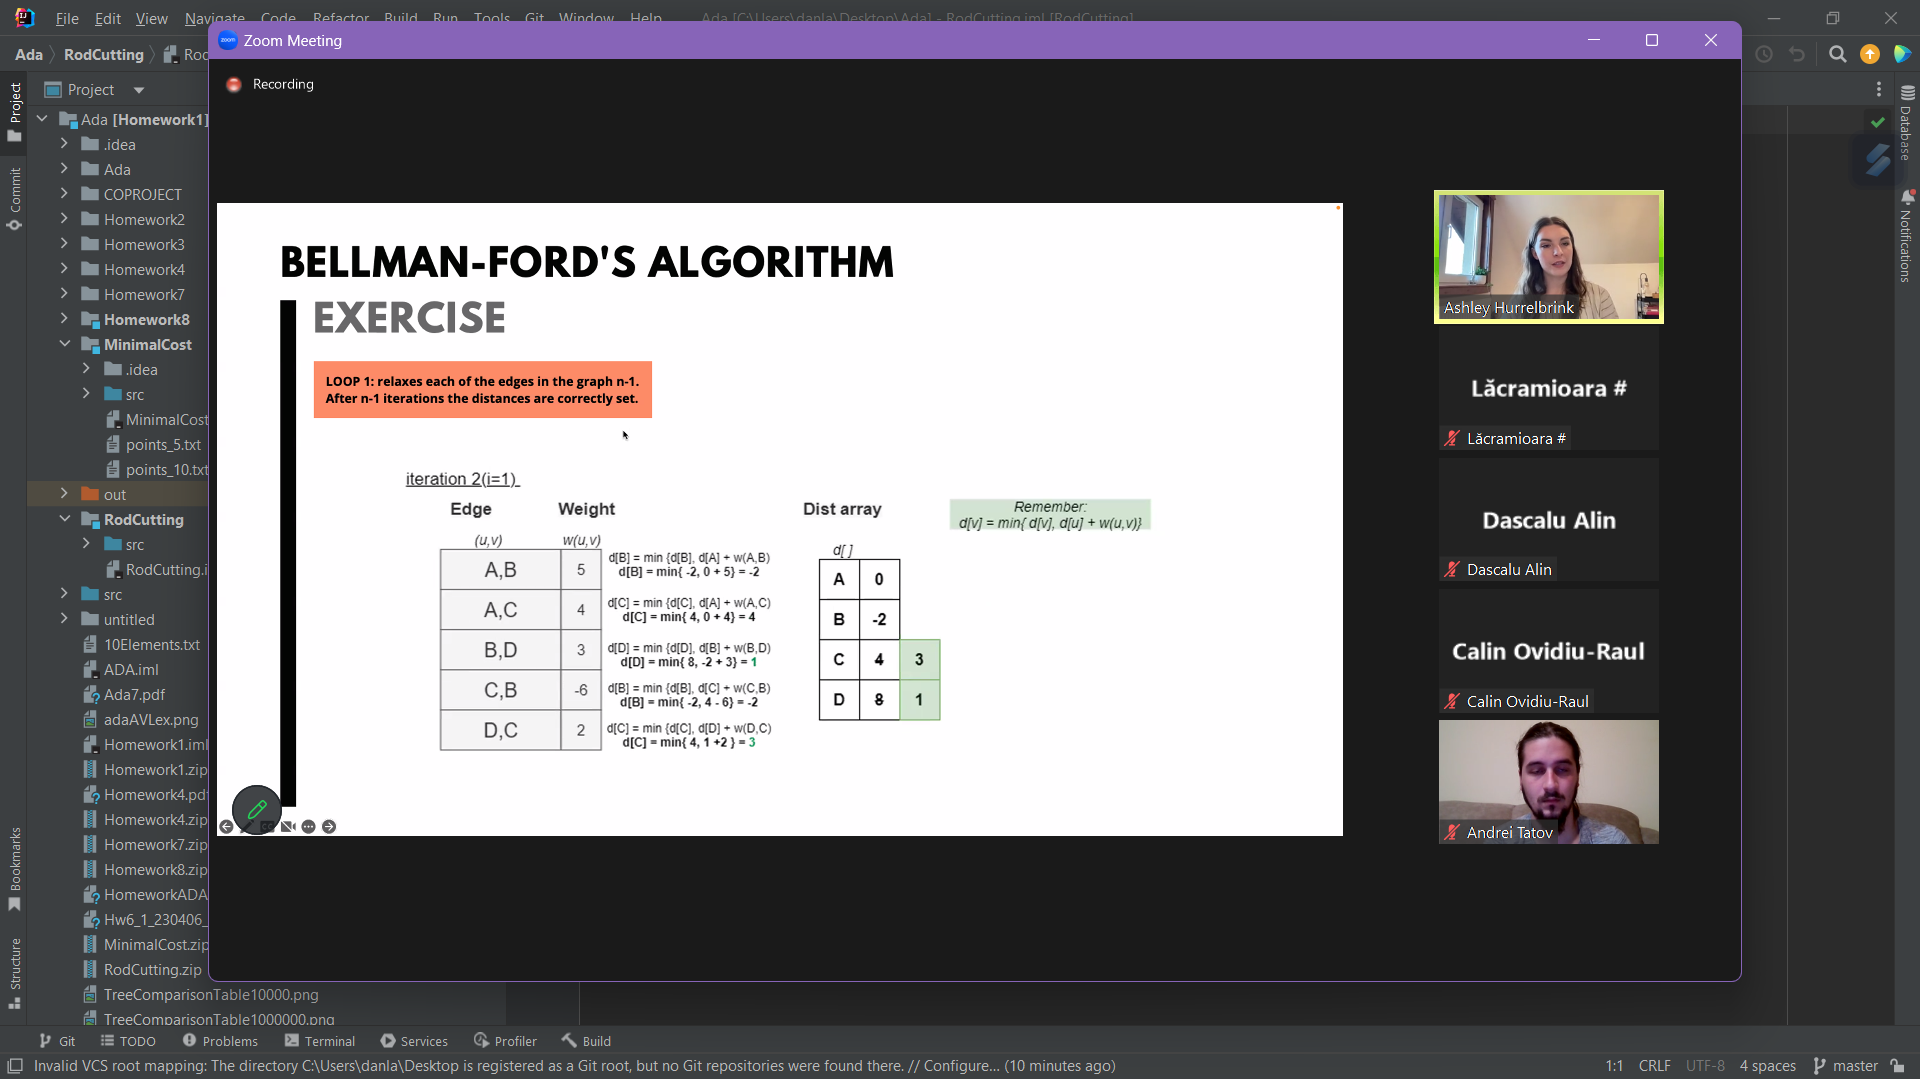 File Edit View Navigate Code Refactor Build Run Tools Git Window Help Ada [C:\Users\danla\Desktop\Ada] - RodCutting.iml [RodCutting]
Ada RodCutting
zoom Zoom Meeting
Recording
Project
Ada [Homework1]
.idea
Ada
COPROJECT
Homework2
Homework3
Homework4
Homework7
Homework8
MinimalCost
.idea
src
MinimalCost
points_5.txt
points_10.txt
out
RodCutting
src
RodCutting.i
src
untitled
10Elements.txt
ADA.iml
Ada7.pdf
adaAVLex.png
Homework1.iml
Homework1.zip
Homework4.pdf
Homework4.zip
Homework7.zip
Homework8.zip
HomeworkADA
Hw6_1_230406_
MinimalCost.zip
RodCutting.zip
TreeComparisonTable10000.png
TreeComparisonTable1000000.png
Project
Commit
Bookmarks
Structure
BELLMAN-FORD'S ALGORITHM
EXERCISE
LOOP 1: relaxes each of the edges in the graph n-1.
After n-1 iterations the distances are correctly set.
iteration 2(i=1)
Edge Weight Dist array
Remember:
d[v] = min{ d[v], d[u] + w(u,v)}
(u,v) w(u,v)
d[ ]
A,B 5 d[B] = min {d[B], d[A] + w(A,B)
d[B] = min{ -2, 0 + 5} = -2
A,C 4 d[C] = min {d[C], d[A] + w(A,C)
d[C] = min{ 4, 0 + 4} = 4
B,D 3 d[D] = min {d[D], d[B] + w(B,D)
d[D] = min{ 8, -2 + 3} = 1
C,B -6 d[B] = min {d[B], d[C] + w(C,B)
d[B] = min{ -2, 4 - 6} = -2
D,C 2 d[C] = min {d[C], d[D] + w(D,C)
d[C] = min{ 4, 1 +2 } = 3
A 0
B -2
C 4 3
D 8 1
Ashley Hurrelbrink
Lăcramioara #
Lăcramioara #
Dascalu Alin
Dascalu Alin
Calin Ovidiu-Raul
Calin Ovidiu-Raul
Andrei Tatov
Database
Notifications
Git TODO Problems Terminal Services Profiler Build
Invalid VCS root mapping: The directory C:\Users\danla\Desktop is registered as a Git root, but no Git repositories were found there. // Configure... (10 minutes ago) 1:1 CRLF UTF-8 4 spaces master